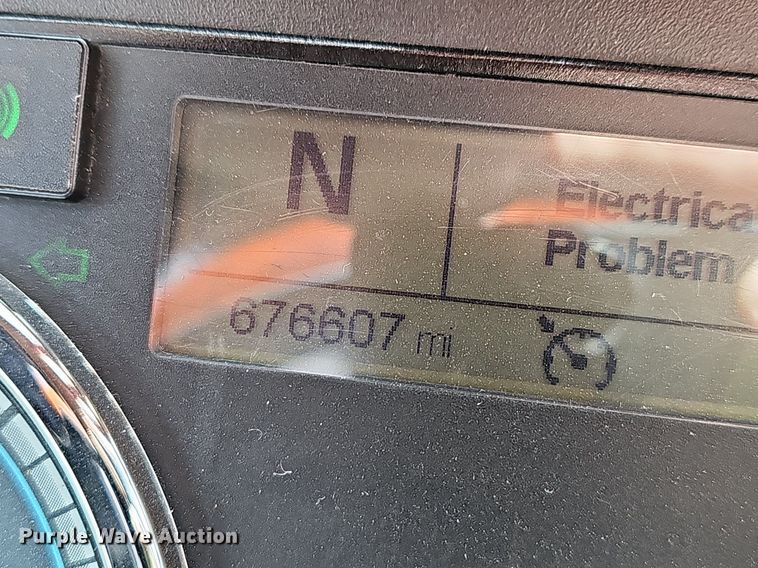 N
Electrica
Problem
676607 mi
Purple Wave Auction